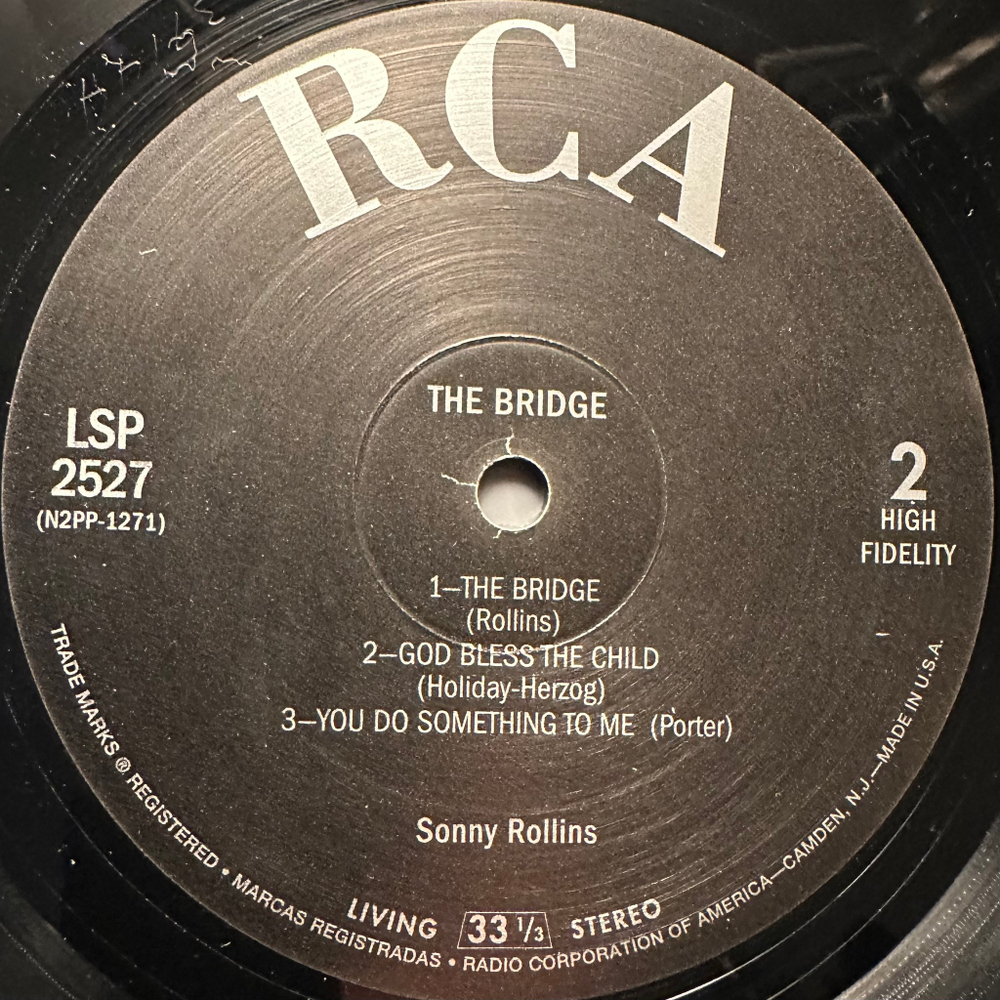 RCA
THE BRIDGE
LSP
2527
(N2PP-1271)
2
HIGH
FIDELITY
1—THE BRIDGE
(Rollins)
2—GOD BLESS THE CHILD
(Holiday-Herzog)
3—YOU DO SOMETHING TO ME (Porter)
Sonny Rollins
LIVING 33 1/3 STEREO
TRADE MARKS ® REGISTERED • MARCAS REGISTRADAS • RADIO CORPORATION OF AMERICA—CAMDEN, N.J.—MADE IN U.S.A.